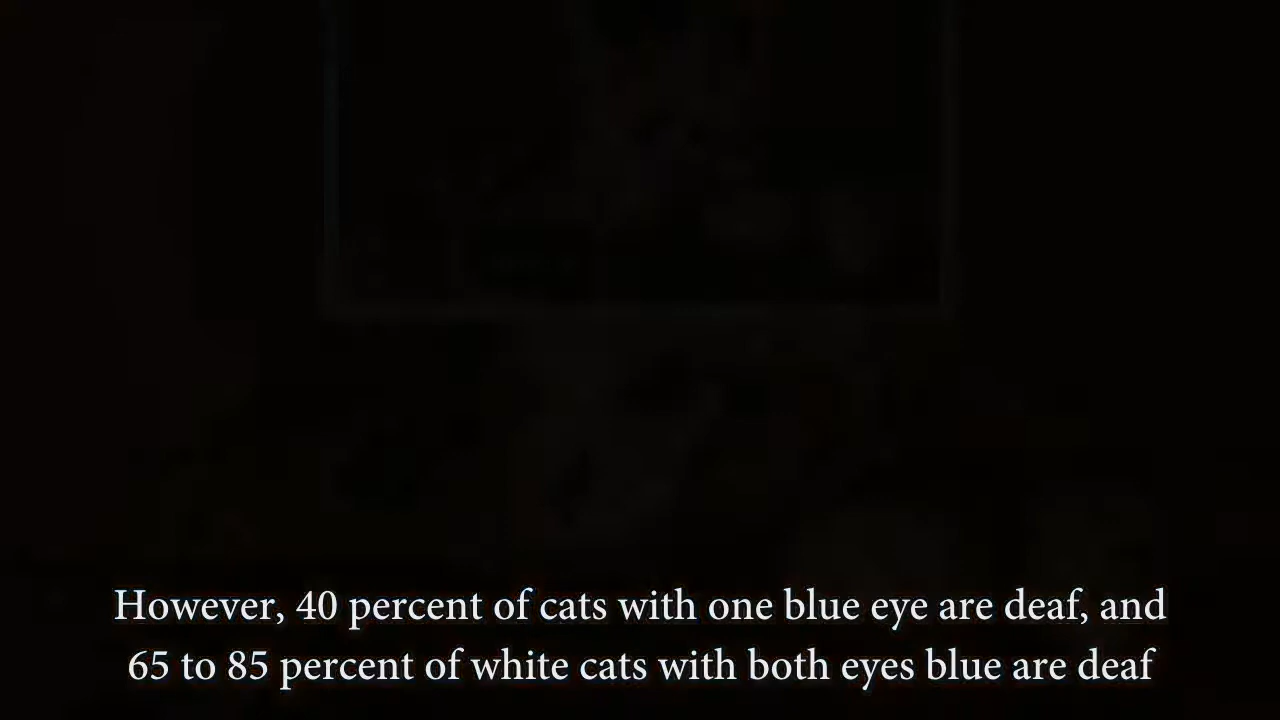 However, 40 percent of cats with one blue eye are deaf, and
65 to 85 percent of white cats with both eyes blue are deaf